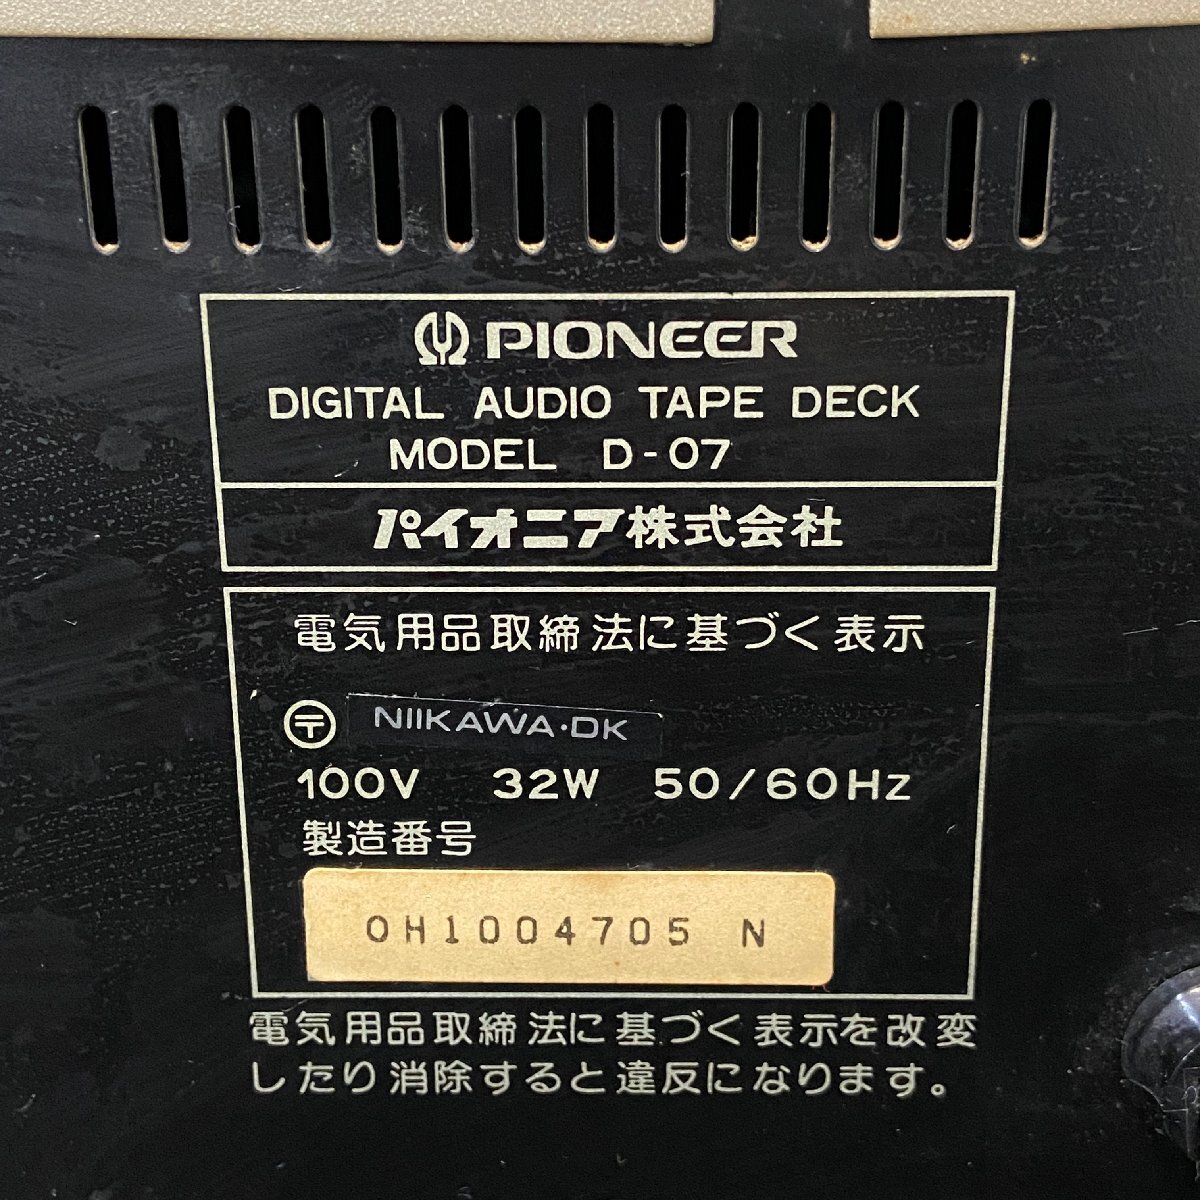 PIONEER
DIGITAL AUDIO TAPE DECK
MODEL D-07
パイオニア株式会社
電気用品取締法に基づく表示
〒 NIIKAWA·DK
100V 32W 50/60Hz
製造番号
OH1004705 N
電気用品取締法に基づく表示を改変
したり消除すると違反になります。